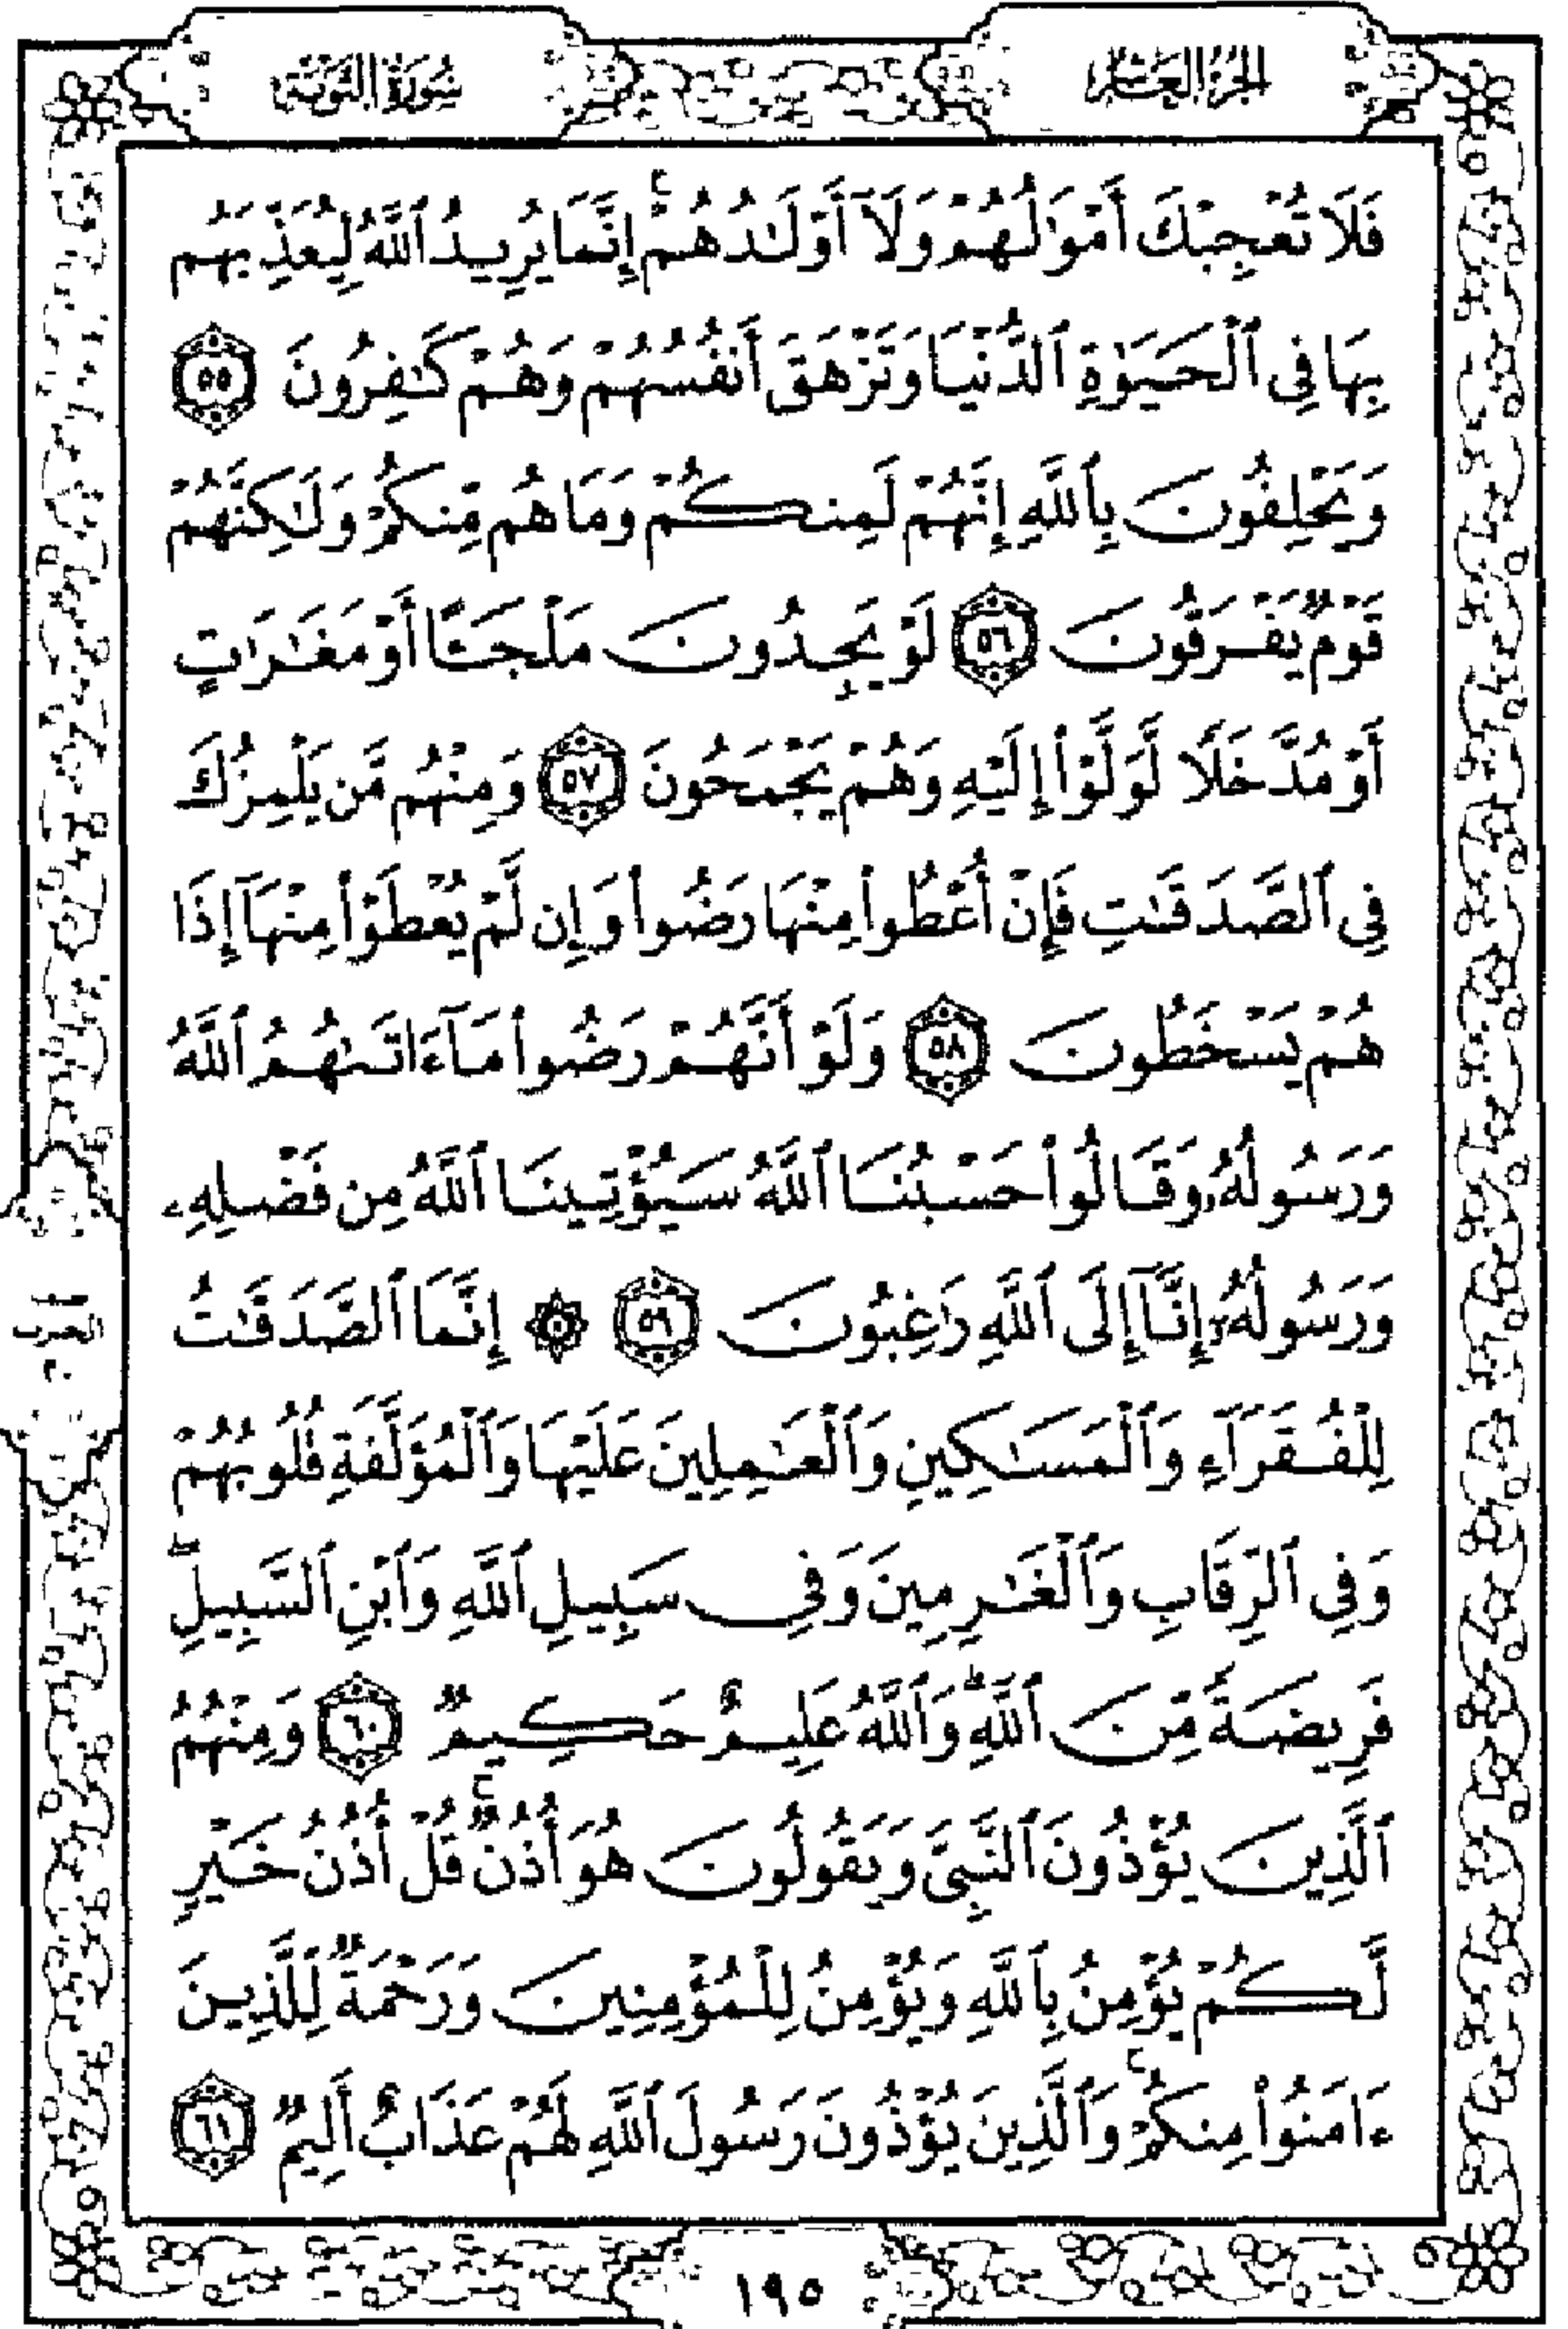 الجزء العاشر
سورة التوبة
فَلَا تُعْجِبْكَ أَمْوَٰلُهُمْ وَلَآ أَوْلَٰدُهُمْ ۚ إِنَّمَا يُرِيدُ ٱللَّهُ لِيُعَذِّبَهُم
بِهَا فِى ٱلْحَيَوٰةِ ٱلدُّنْيَا وَتَزْهَقَ أَنفُسُهُمْ وَهُمْ كَٰفِرُونَ ٥٥
وَيَحْلِفُونَ بِٱللَّهِ إِنَّهُمْ لَمِنكُمْ وَمَا هُم مِّنكُمْ وَلَٰكِنَّهُمْ
قَوْمٌ يَفْرَقُونَ ٥٦ لَوْ يَجِدُونَ مَلْجَـًٔا أَوْ مَغَٰرَٰتٍ
أَوْ مُدَّخَلًا لَّوَلَّوْا۟ إِلَيْهِ وَهُمْ يَجْمَحُونَ ٥٧ وَمِنْهُم مَّن يَلْمِزُكَ
فِى ٱلصَّدَقَٰتِ فَإِنْ أُعْطُوا۟ مِنْهَا رَضُوا۟ وَإِن لَّمْ يُعْطَوْا۟ مِنْهَآ إِذَا
هُمْ يَسْخَطُونَ ٥٨ وَلَوْ أَنَّهُمْ رَضُوا۟ مَآ ءَاتَىٰهُمُ ٱللَّهُ
وَرَسُولُهُۥ وَقَالُوا۟ حَسْبُنَا ٱللَّهُ سَيُؤْتِينَا ٱللَّهُ مِن فَضْلِهِۦ
وَرَسُولُهُۥٓ إِنَّآ إِلَى ٱللَّهِ رَٰغِبُونَ ٥٩ ۞ إِنَّمَا ٱلصَّدَقَٰتُ
لِلْفُقَرَآءِ وَٱلْمَسَٰكِينِ وَٱلْعَٰمِلِينَ عَلَيْهَا وَٱلْمُؤَلَّفَةِ قُلُوبُهُمْ
وَفِى ٱلرِّقَابِ وَٱلْغَٰرِمِينَ وَفِى سَبِيلِ ٱللَّهِ وَٱبْنِ ٱلسَّبِيلِ ۖ
فَرِيضَةً مِّنَ ٱللَّهِ ۗ وَٱللَّهُ عَلِيمٌ حَكِيمٌ ٦٠ وَمِنْهُمُ
ٱلَّذِينَ يُؤْذُونَ ٱلنَّبِىَّ وَيَقُولُونَ هُوَ أُذُنٌ ۚ قُلْ أُذُنُ خَيْرٍ
لَّكُمْ يُؤْمِنُ بِٱللَّهِ وَيُؤْمِنُ لِلْمُؤْمِنِينَ وَرَحْمَةٌ لِّلَّذِينَ
ءَامَنُوا۟ مِنكُمْ ۚ وَٱلَّذِينَ يُؤْذُونَ رَسُولَ ٱللَّهِ لَهُمْ عَذَابٌ أَلِيمٌ ٦١
١٩٥